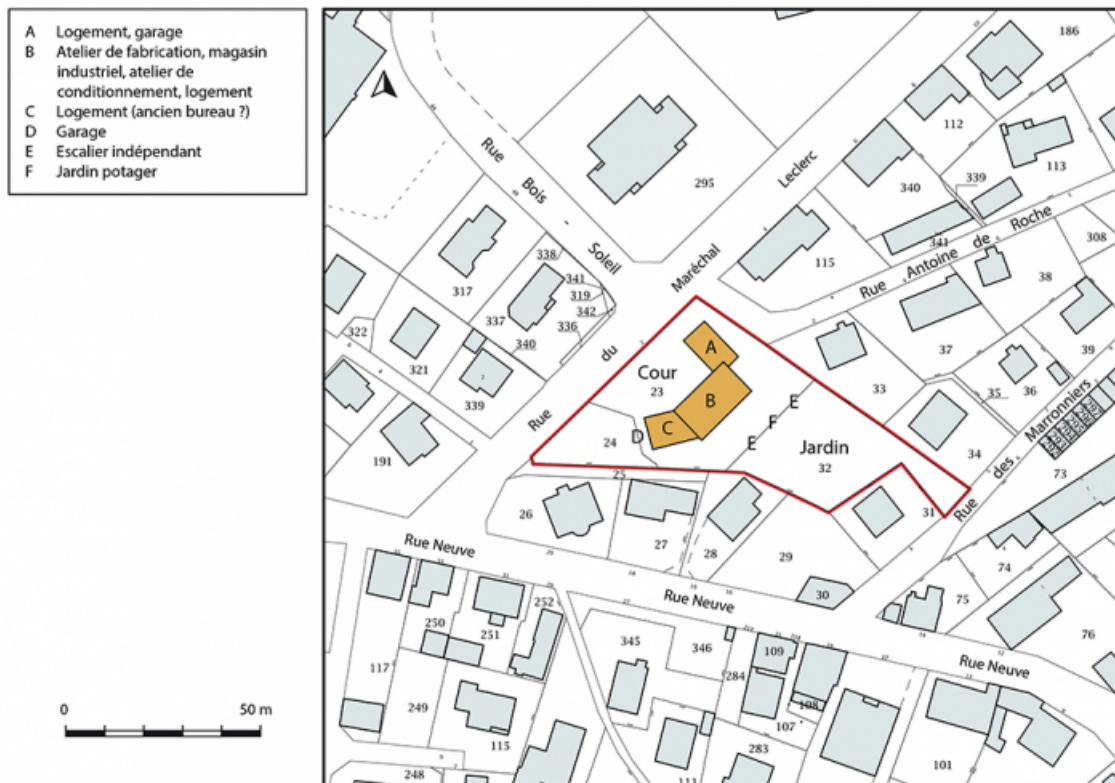 A Logement, garage
B Atelier de fabrication, magasin
industriel, atelier de
conditionnement, logement
C Logement (ancien bureau ?)
D Garage
E Escalier indépendant
F Jardin potager
0 50 m
186
112
113
295
Leclerc
340
339
Rue
Bois
Soleil
341
Rue Antoine de Roche
308
115
Maréchal
38
338
341
319
342
336
317
337
340
322
321
339
du
Rue
37
39
A
Cour
23
B
33
35
36
E
F
E
C
D
24
Jardin
32
34
Rue des Marronniers
73
191
25
31
26
27
28
29
Rue Neuve
30
74
75
76
Rue Neuve
Rue Neuve
252
250
251
345
346
109
284
117
108
107
249
115
283
248
111
101